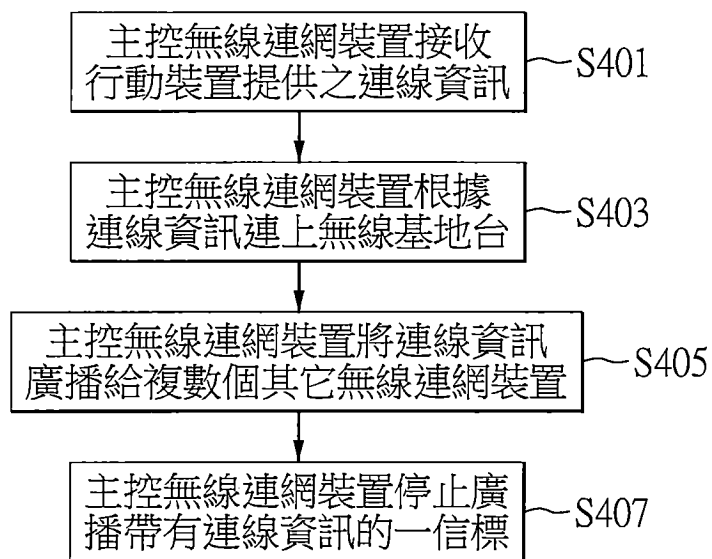 主控無線連網裝置接收
行動裝置提供之連線資訊
S401
主控無線連網裝置根據
連線資訊連上無線基地台
S403
主控無線連網裝置將連線資訊
廣播給複數個其它無線連網裝置
S405
主控無線連網裝置停止廣
播帶有連線資訊的一信標
S407